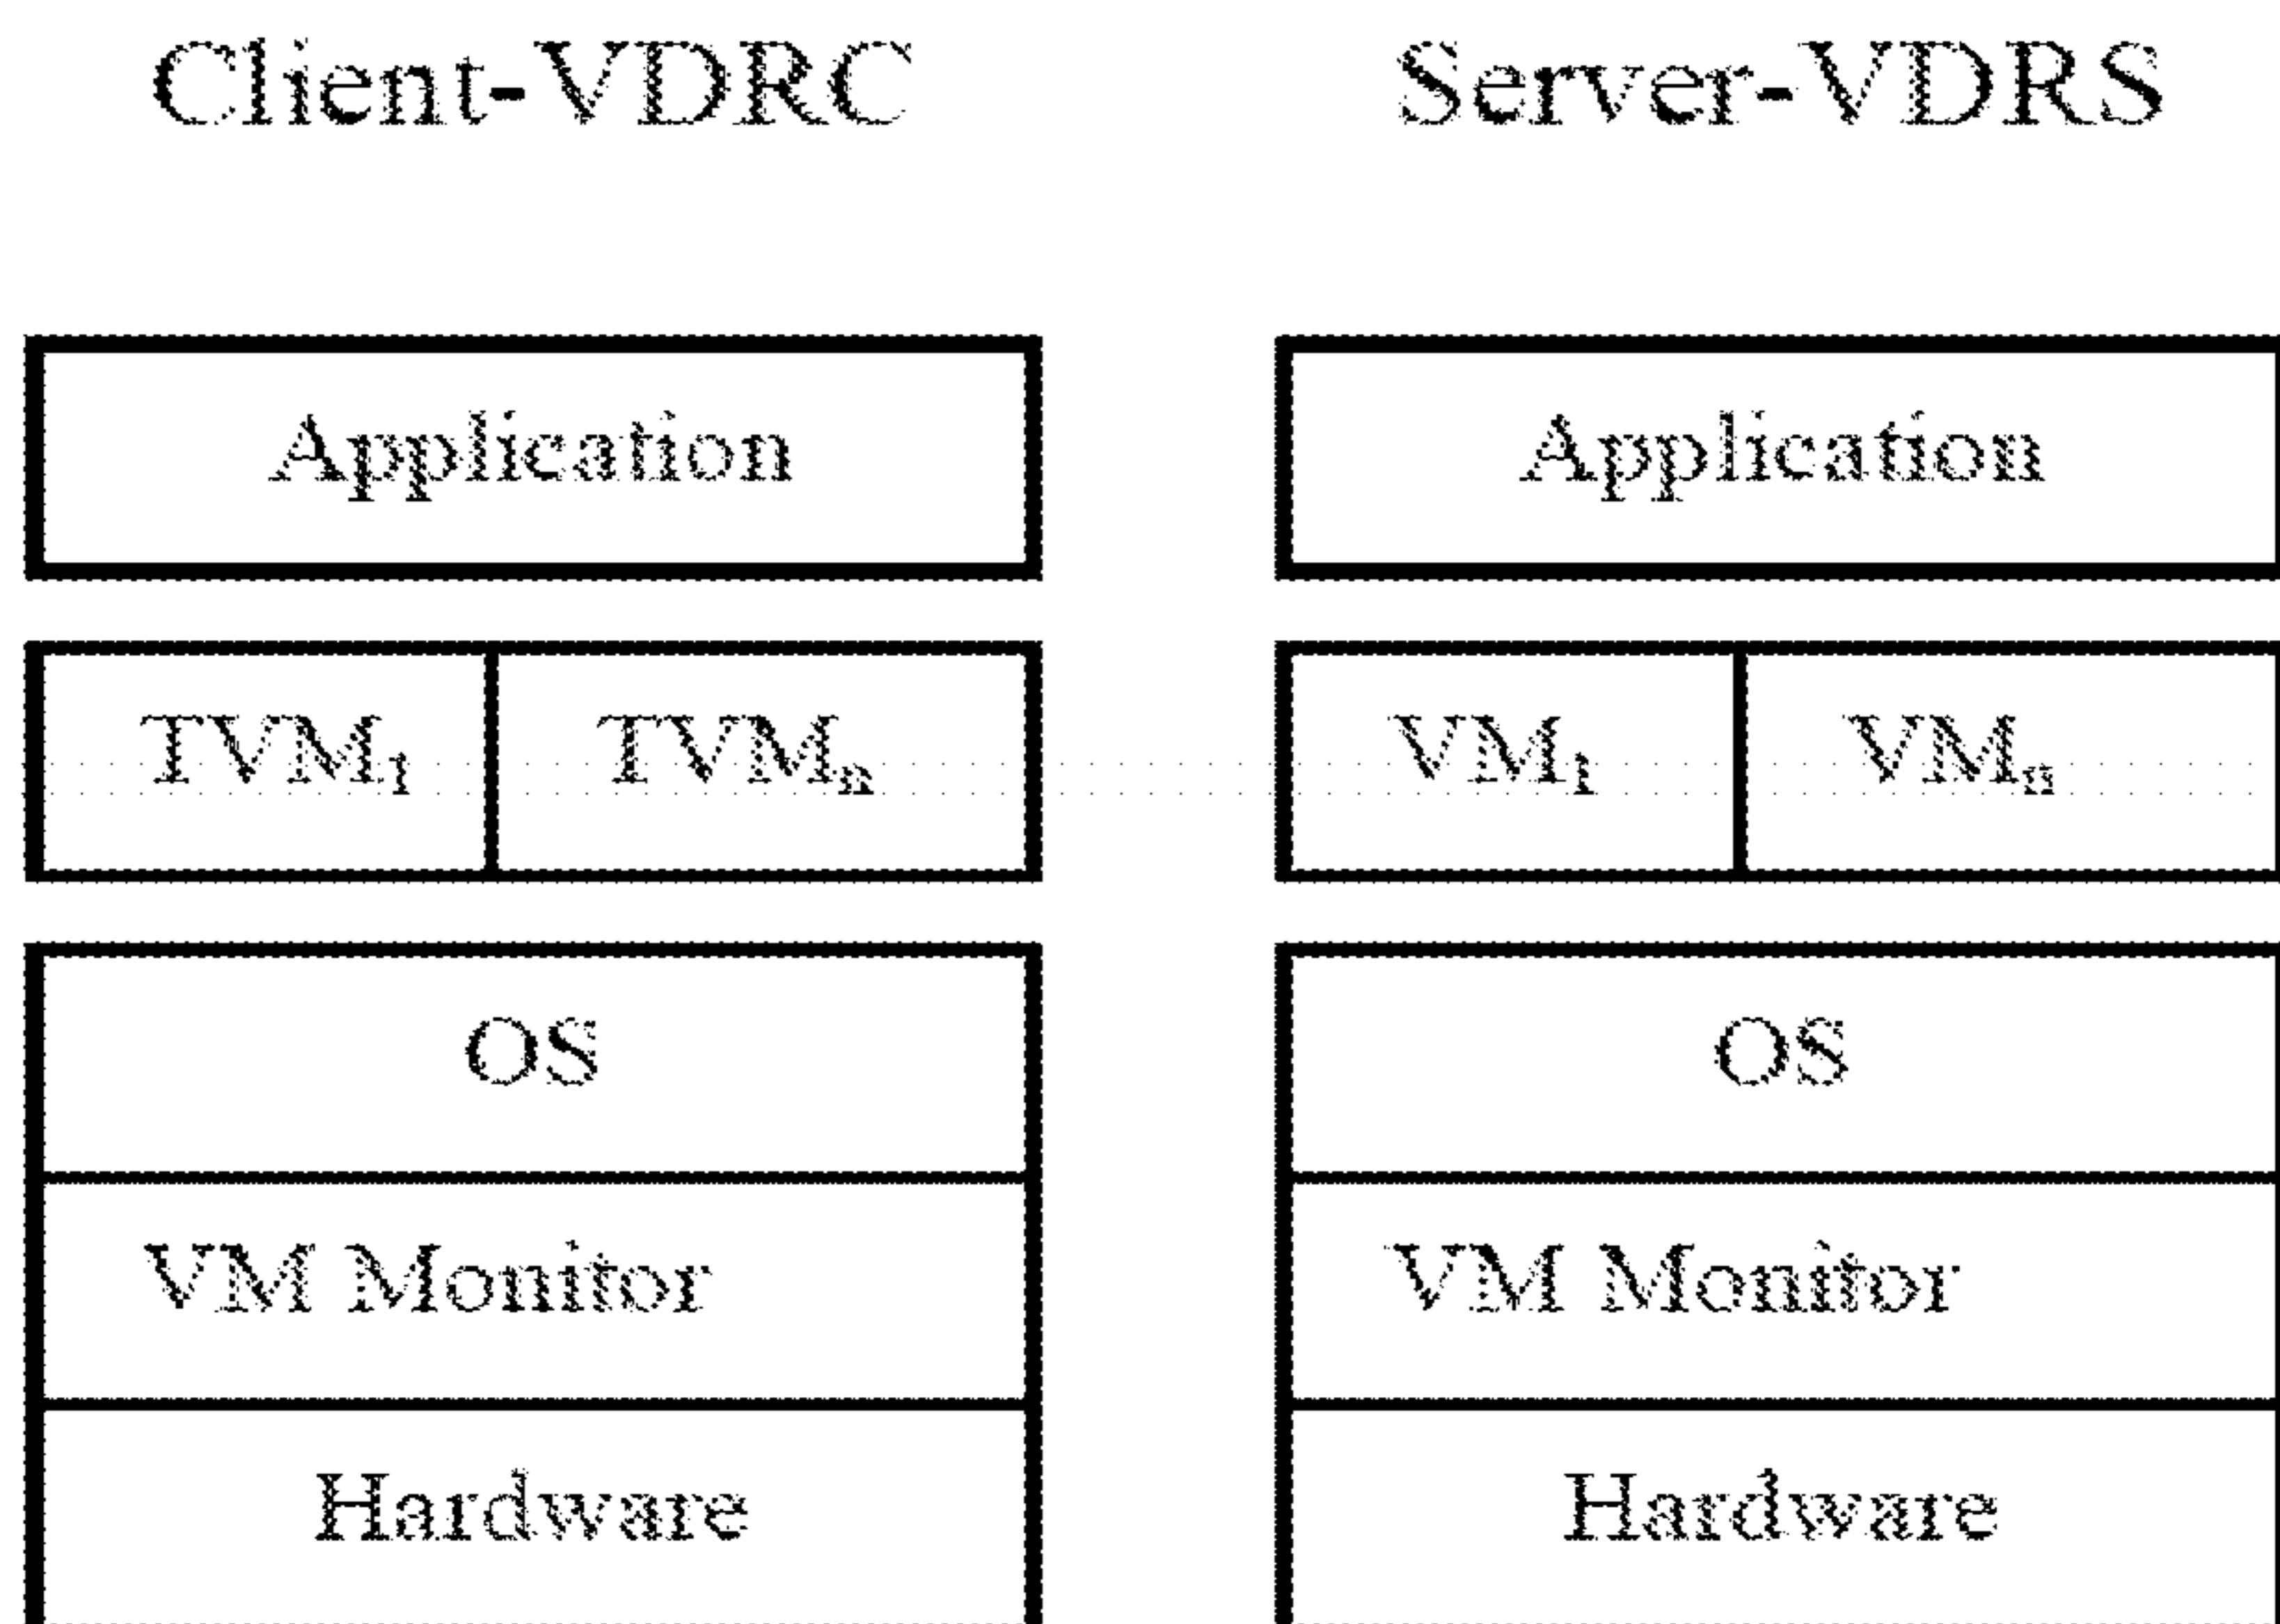 Client-VDRC Server-VDRS
Application Application
TVM₁ TVMₙ VM₁ VMₙ
OS OS
VM Monitor VM Monitor
Hardware Hardware